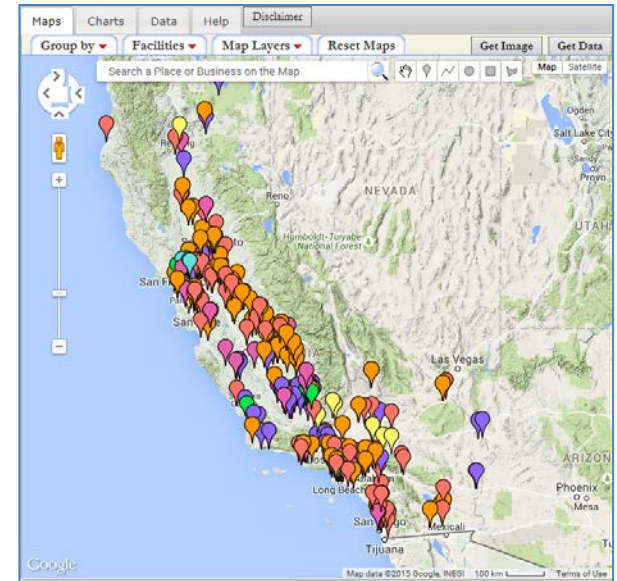 Maps Charts Data Help Disclaimer
Group by Facilities Map Layers Reset Maps Get Image Get Data
Search a Place or Business on the Map Map Satellite
Ogden
Salt Lake City
Sandy
Provo
NEVADA
Reno
UTAH
Humboldt-Toiyabe
National Forest
San
San
Las Vegas
ARIZON
Long Beach
Phoenix
Mesa
San
Mexicali
Tijuana
Google
Map data ©2015 Google, INEGI 100 km Terms of Use